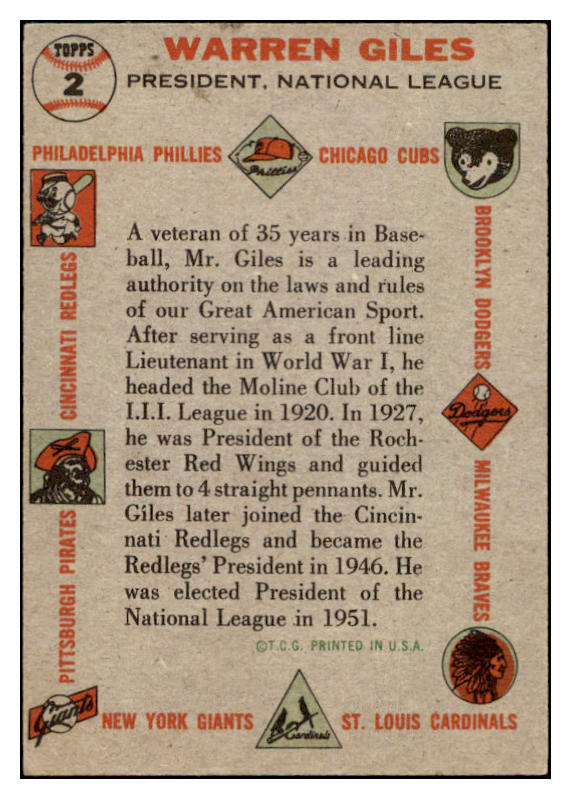 TOPPS
2
WARREN GILES
PRESIDENT, NATIONAL LEAGUE
PHILADELPHIA PHILLIES
Phillies
CHICAGO CUBS
BROOKLYN DODGERS
Dodgers
MILWAUKEE BRAVES
CINCINNATI REDLEGS
PITTSBURGH PIRATES
A veteran of 35 years in Base-
ball, Mr. Giles is a leading
authority on the laws and rules
of our Great American Sport.
After serving as a front line
Lieutenant in World War I, he
headed the Moline Club of the
I.I.I. League in 1920. In 1927,
he was President of the Roch-
ester Red Wings and guided
them to 4 straight pennants. Mr.
Giles later joined the Cincin-
nati Redlegs and became the
Redlegs' President in 1946. He
was elected President of the
National League in 1951.
©T.C.G. PRINTED IN U.S.A.
Giants
NEW YORK GIANTS
Cardinals
ST. LOUIS CARDINALS